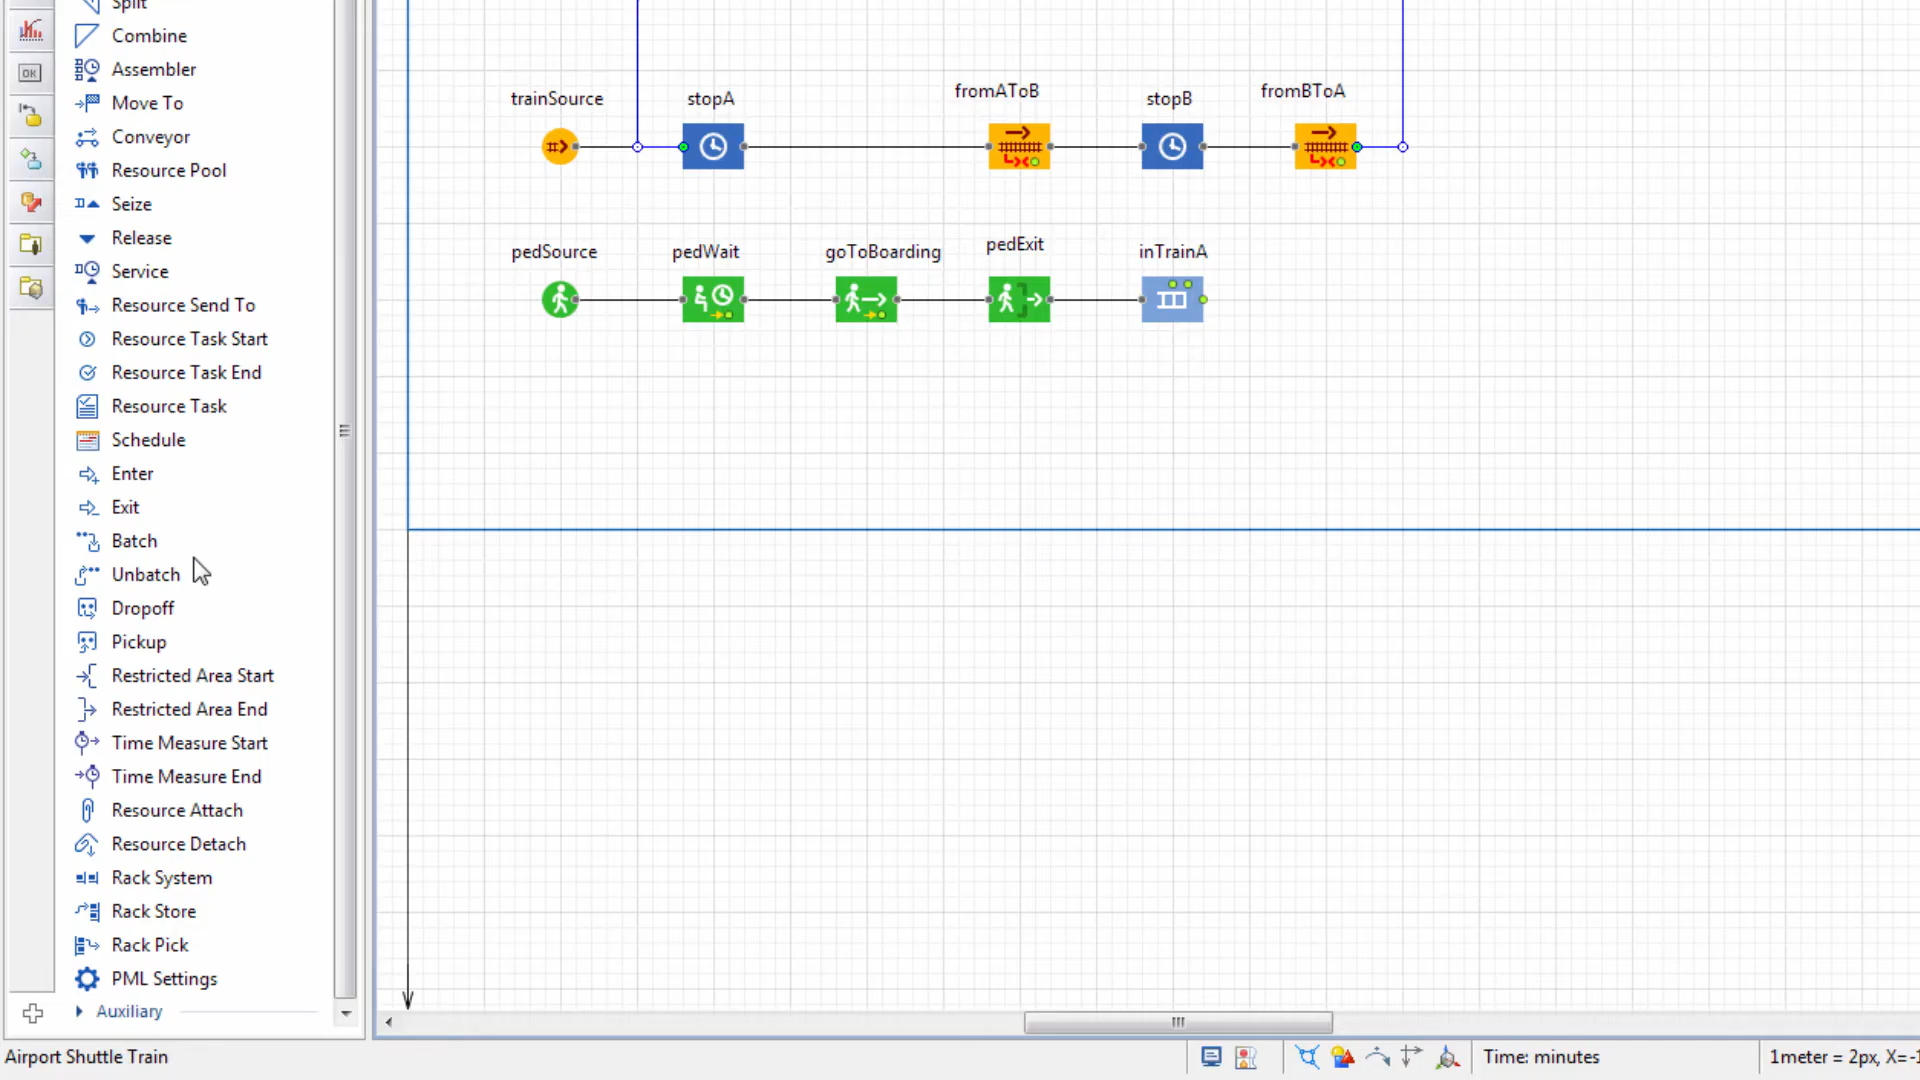 Split
Combine
Assembler
Move To
Conveyor
Resource Pool
Seize
Release
Service
Resource Send To
Resource Task Start
Resource Task End
Resource Task
Schedule
Enter
Exit
Batch
Unbatch
Dropoff
Pickup
Restricted Area Start
Restricted Area End
Time Measure Start
Time Measure End
Resource Attach
Resource Detach
Rack System
Rack Store
Rack Pick
PML Settings
Auxiliary
OK
trainSource
stopA
fromAToB
stopB
fromBToA
pedSource
pedWait
goToBoarding
pedExit
inTrainA
Airport Shuttle Train
Time: minutes
1meter = 2px, X=-1